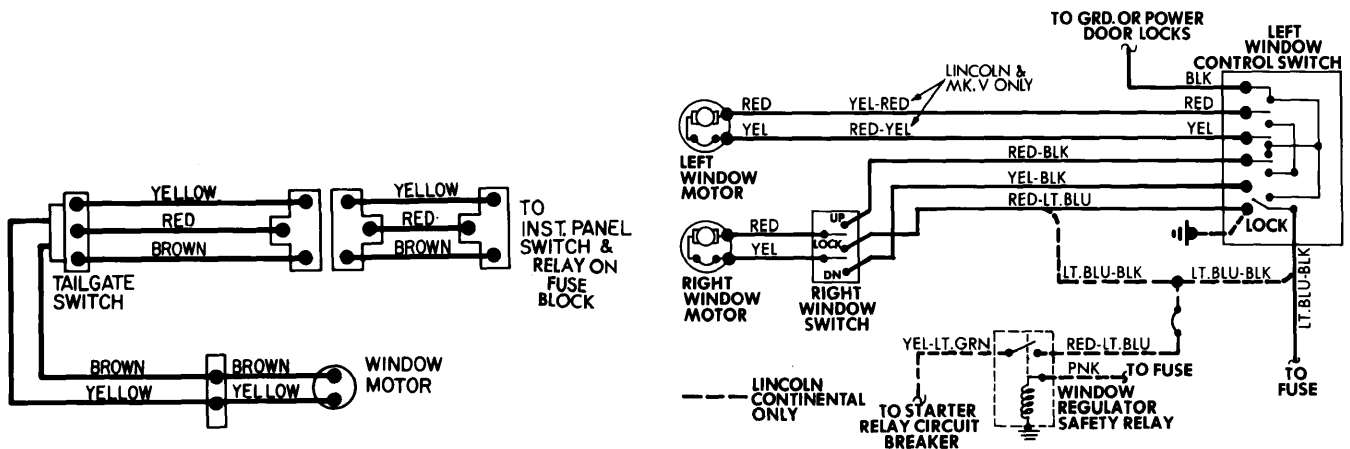 YELLOW
RED
BROWN
TAILGATE
SWITCH
YELLOW
RED
BROWN
TO
INST. PANEL
SWITCH &
RELAY ON
FUSE
BLOCK
BROWN
BROWN
YELLOW
YELLOW
WINDOW
MOTOR
TO GRD. OR POWER
DOOR LOCKS
LEFT
WINDOW
CONTROL SWITCH
LINCOLN &
MK. V ONLY
BLK
RED
YEL-RED
RED
YEL
RED-YEL
YEL
LEFT
WINDOW
MOTOR
RED-BLK
YEL-BLK
RED-LT.BLU
LOCK
RED
YEL
UP
LOCK
DN
RIGHT
WINDOW
MOTOR
RIGHT
WINDOW
SWITCH
LT.BLU-BLK
LT.BLU-BLK
LT.BLU-BLK
YEL-LT.GRN
RED-LT.BLU
PNK
TO FUSE
TO
FUSE
WINDOW
REGULATOR
SAFETY RELAY
LINCOLN
CONTINENTAL
ONLY
TO STARTER
RELAY CIRCUIT
BREAKER